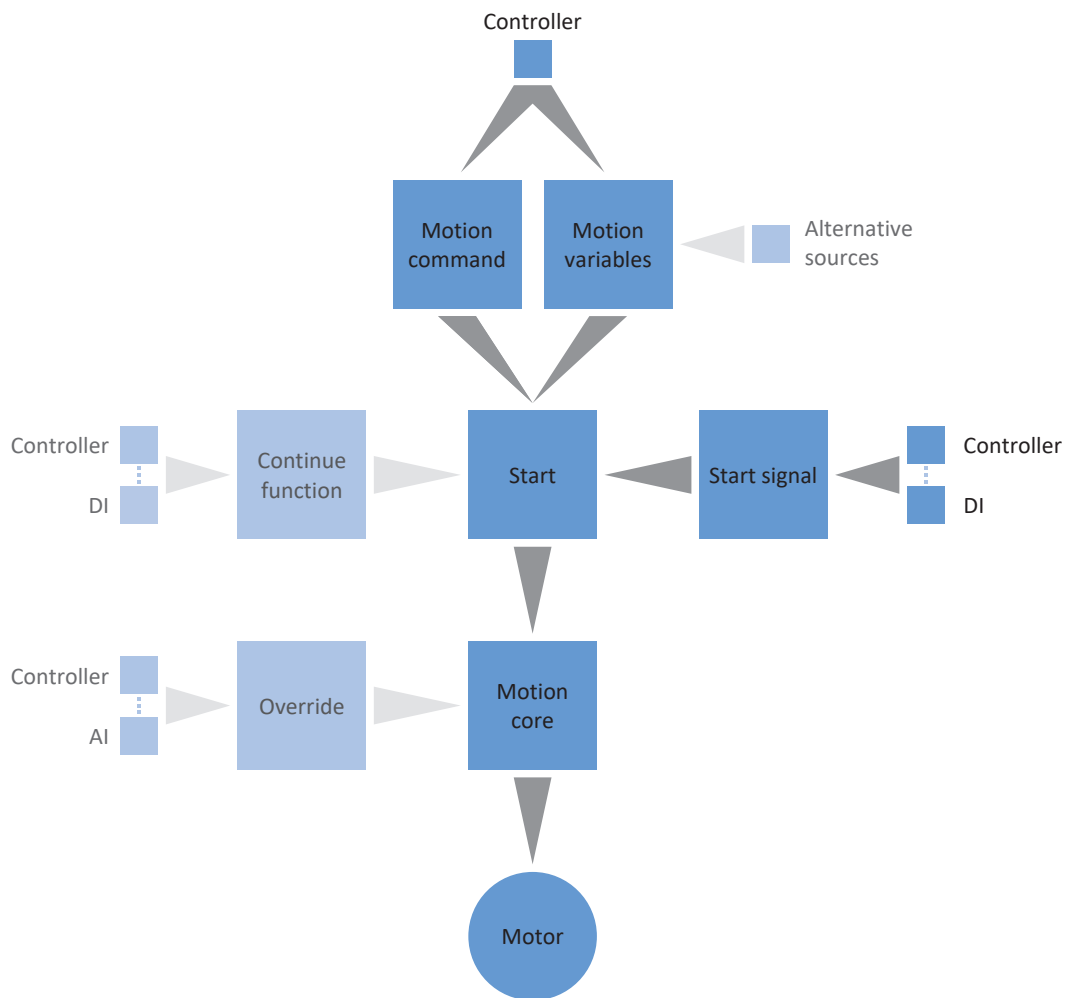 Controller
Motion
command
Motion
variables
Alternative
sources
Controller
DI
Continue
function
Start
Start signal
Controller
DI
Controller
AI
Override
Motion
core
Motor